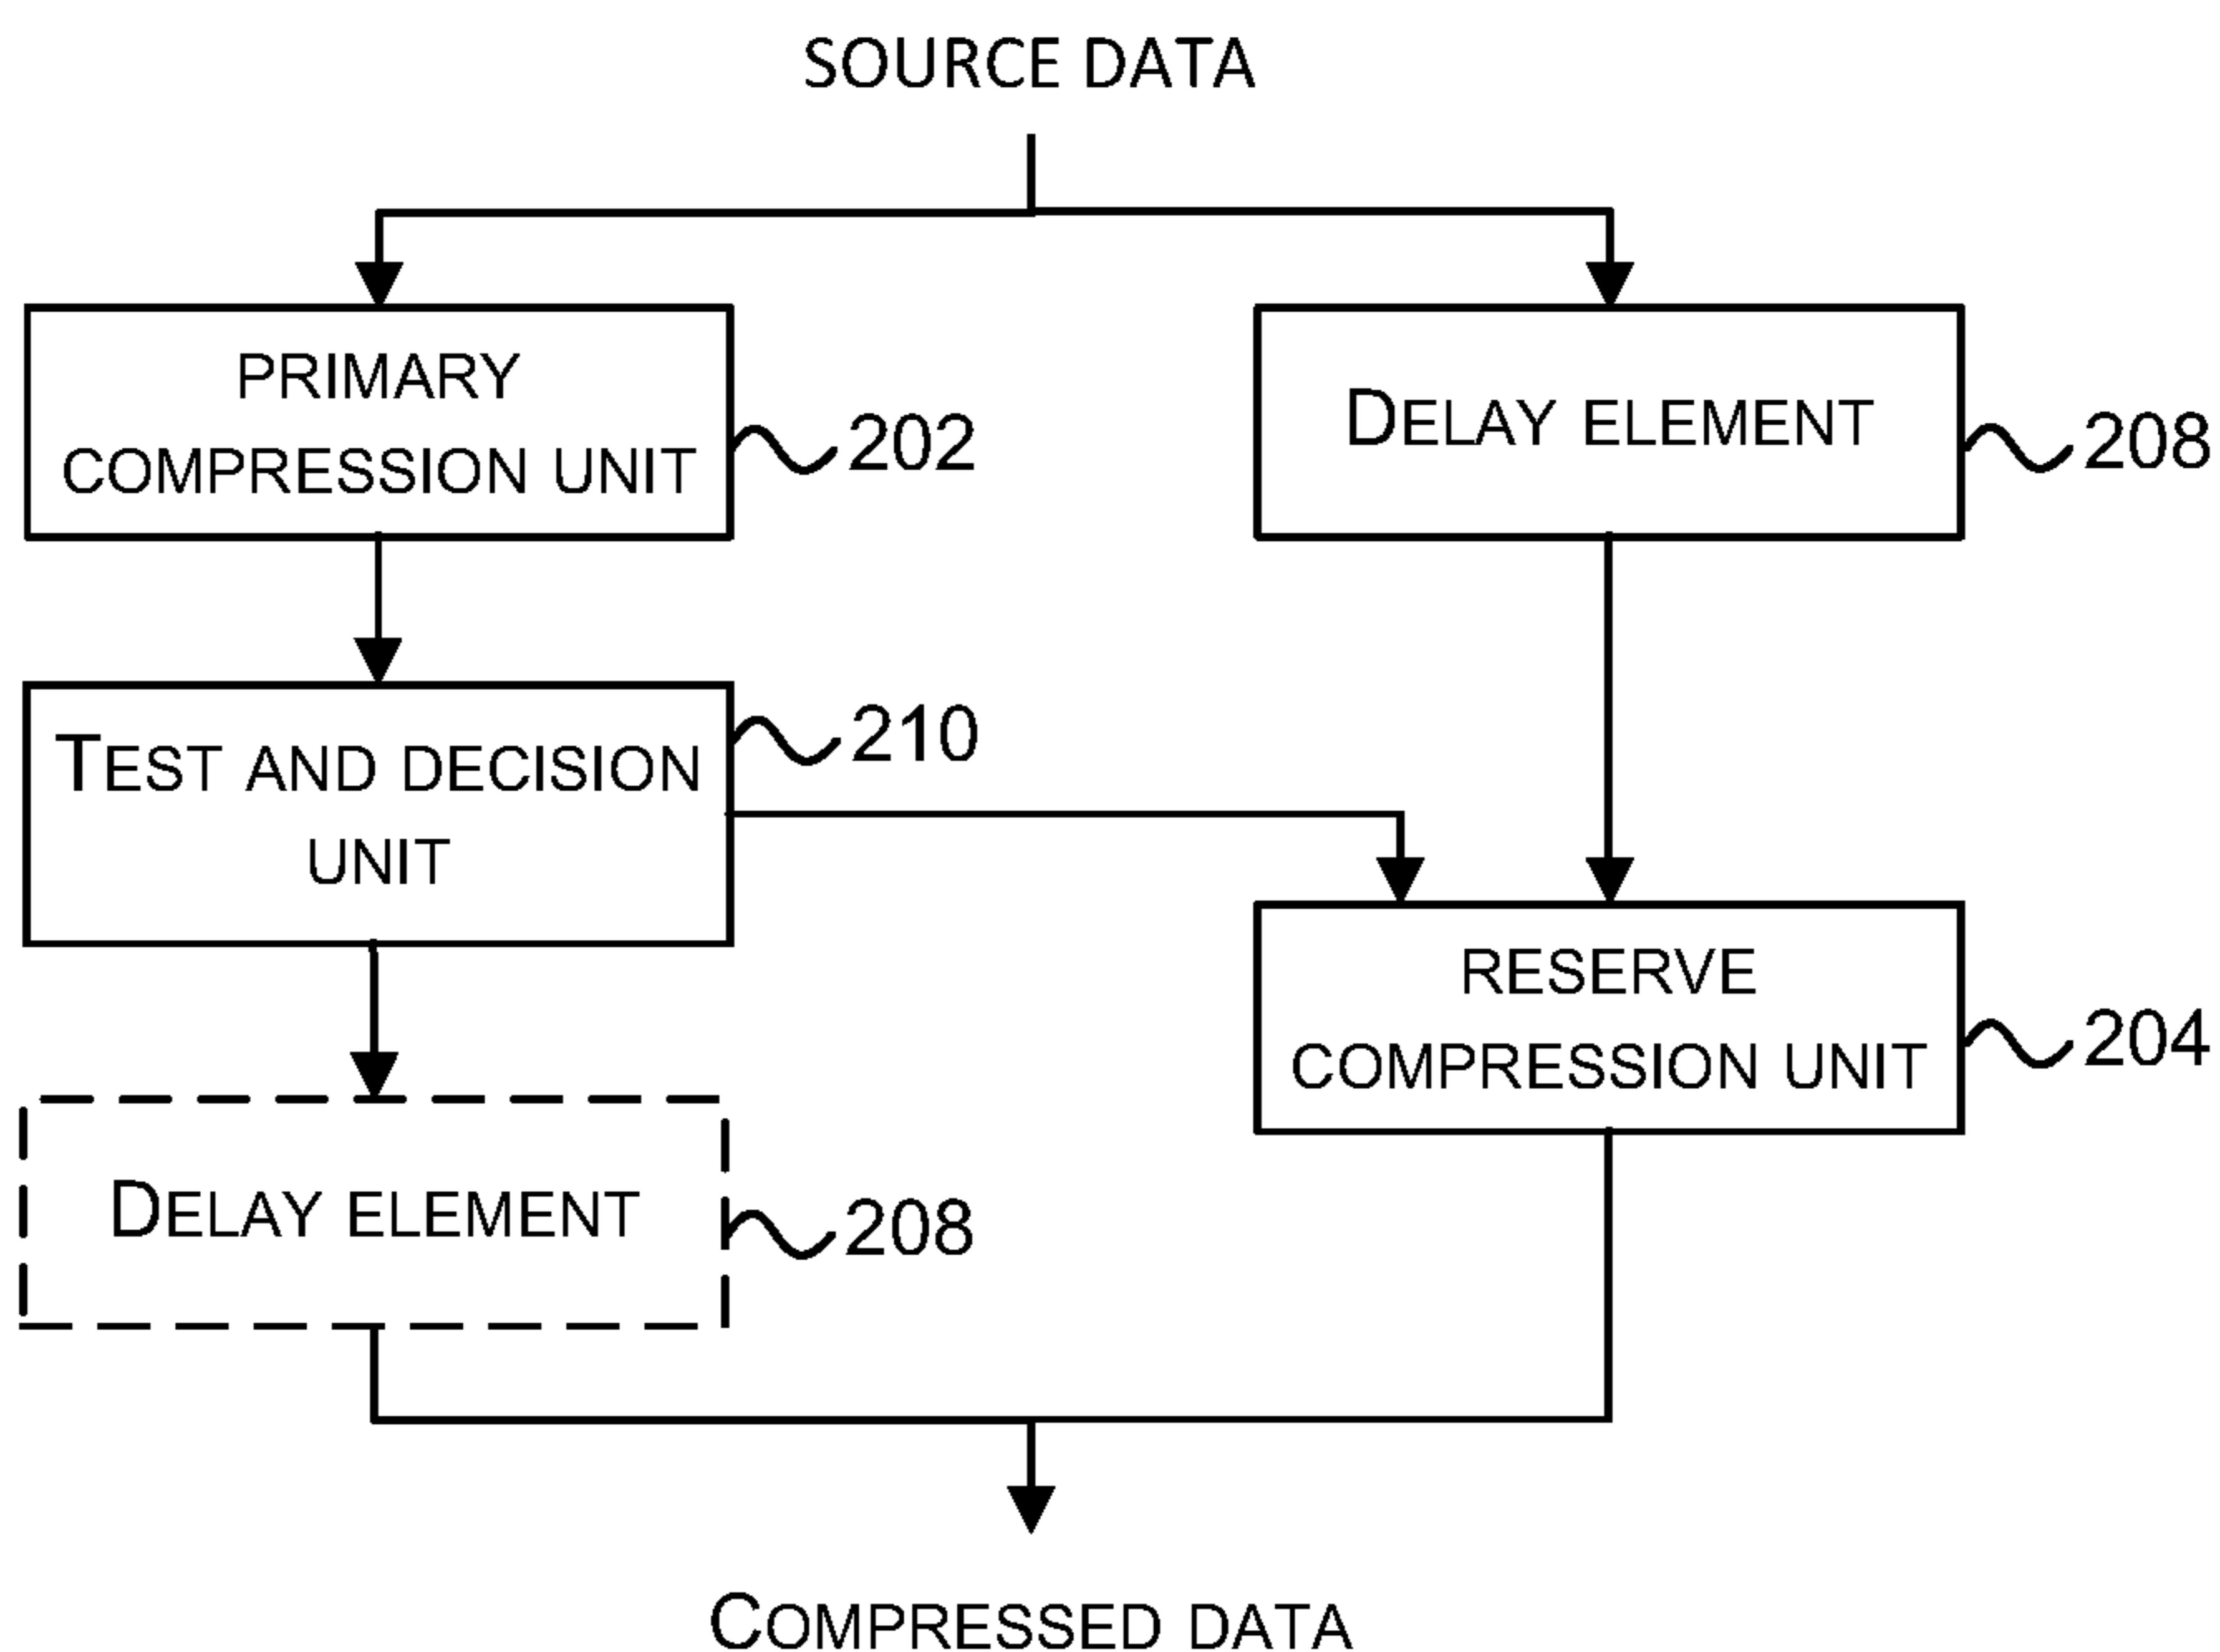 SOURCE DATA
PRIMARY
COMPRESSION UNIT
202
DELAY ELEMENT
208
TEST AND DECISION
UNIT
210
RESERVE
COMPRESSION UNIT
204
DELAY ELEMENT
208
COMPRESSED DATA